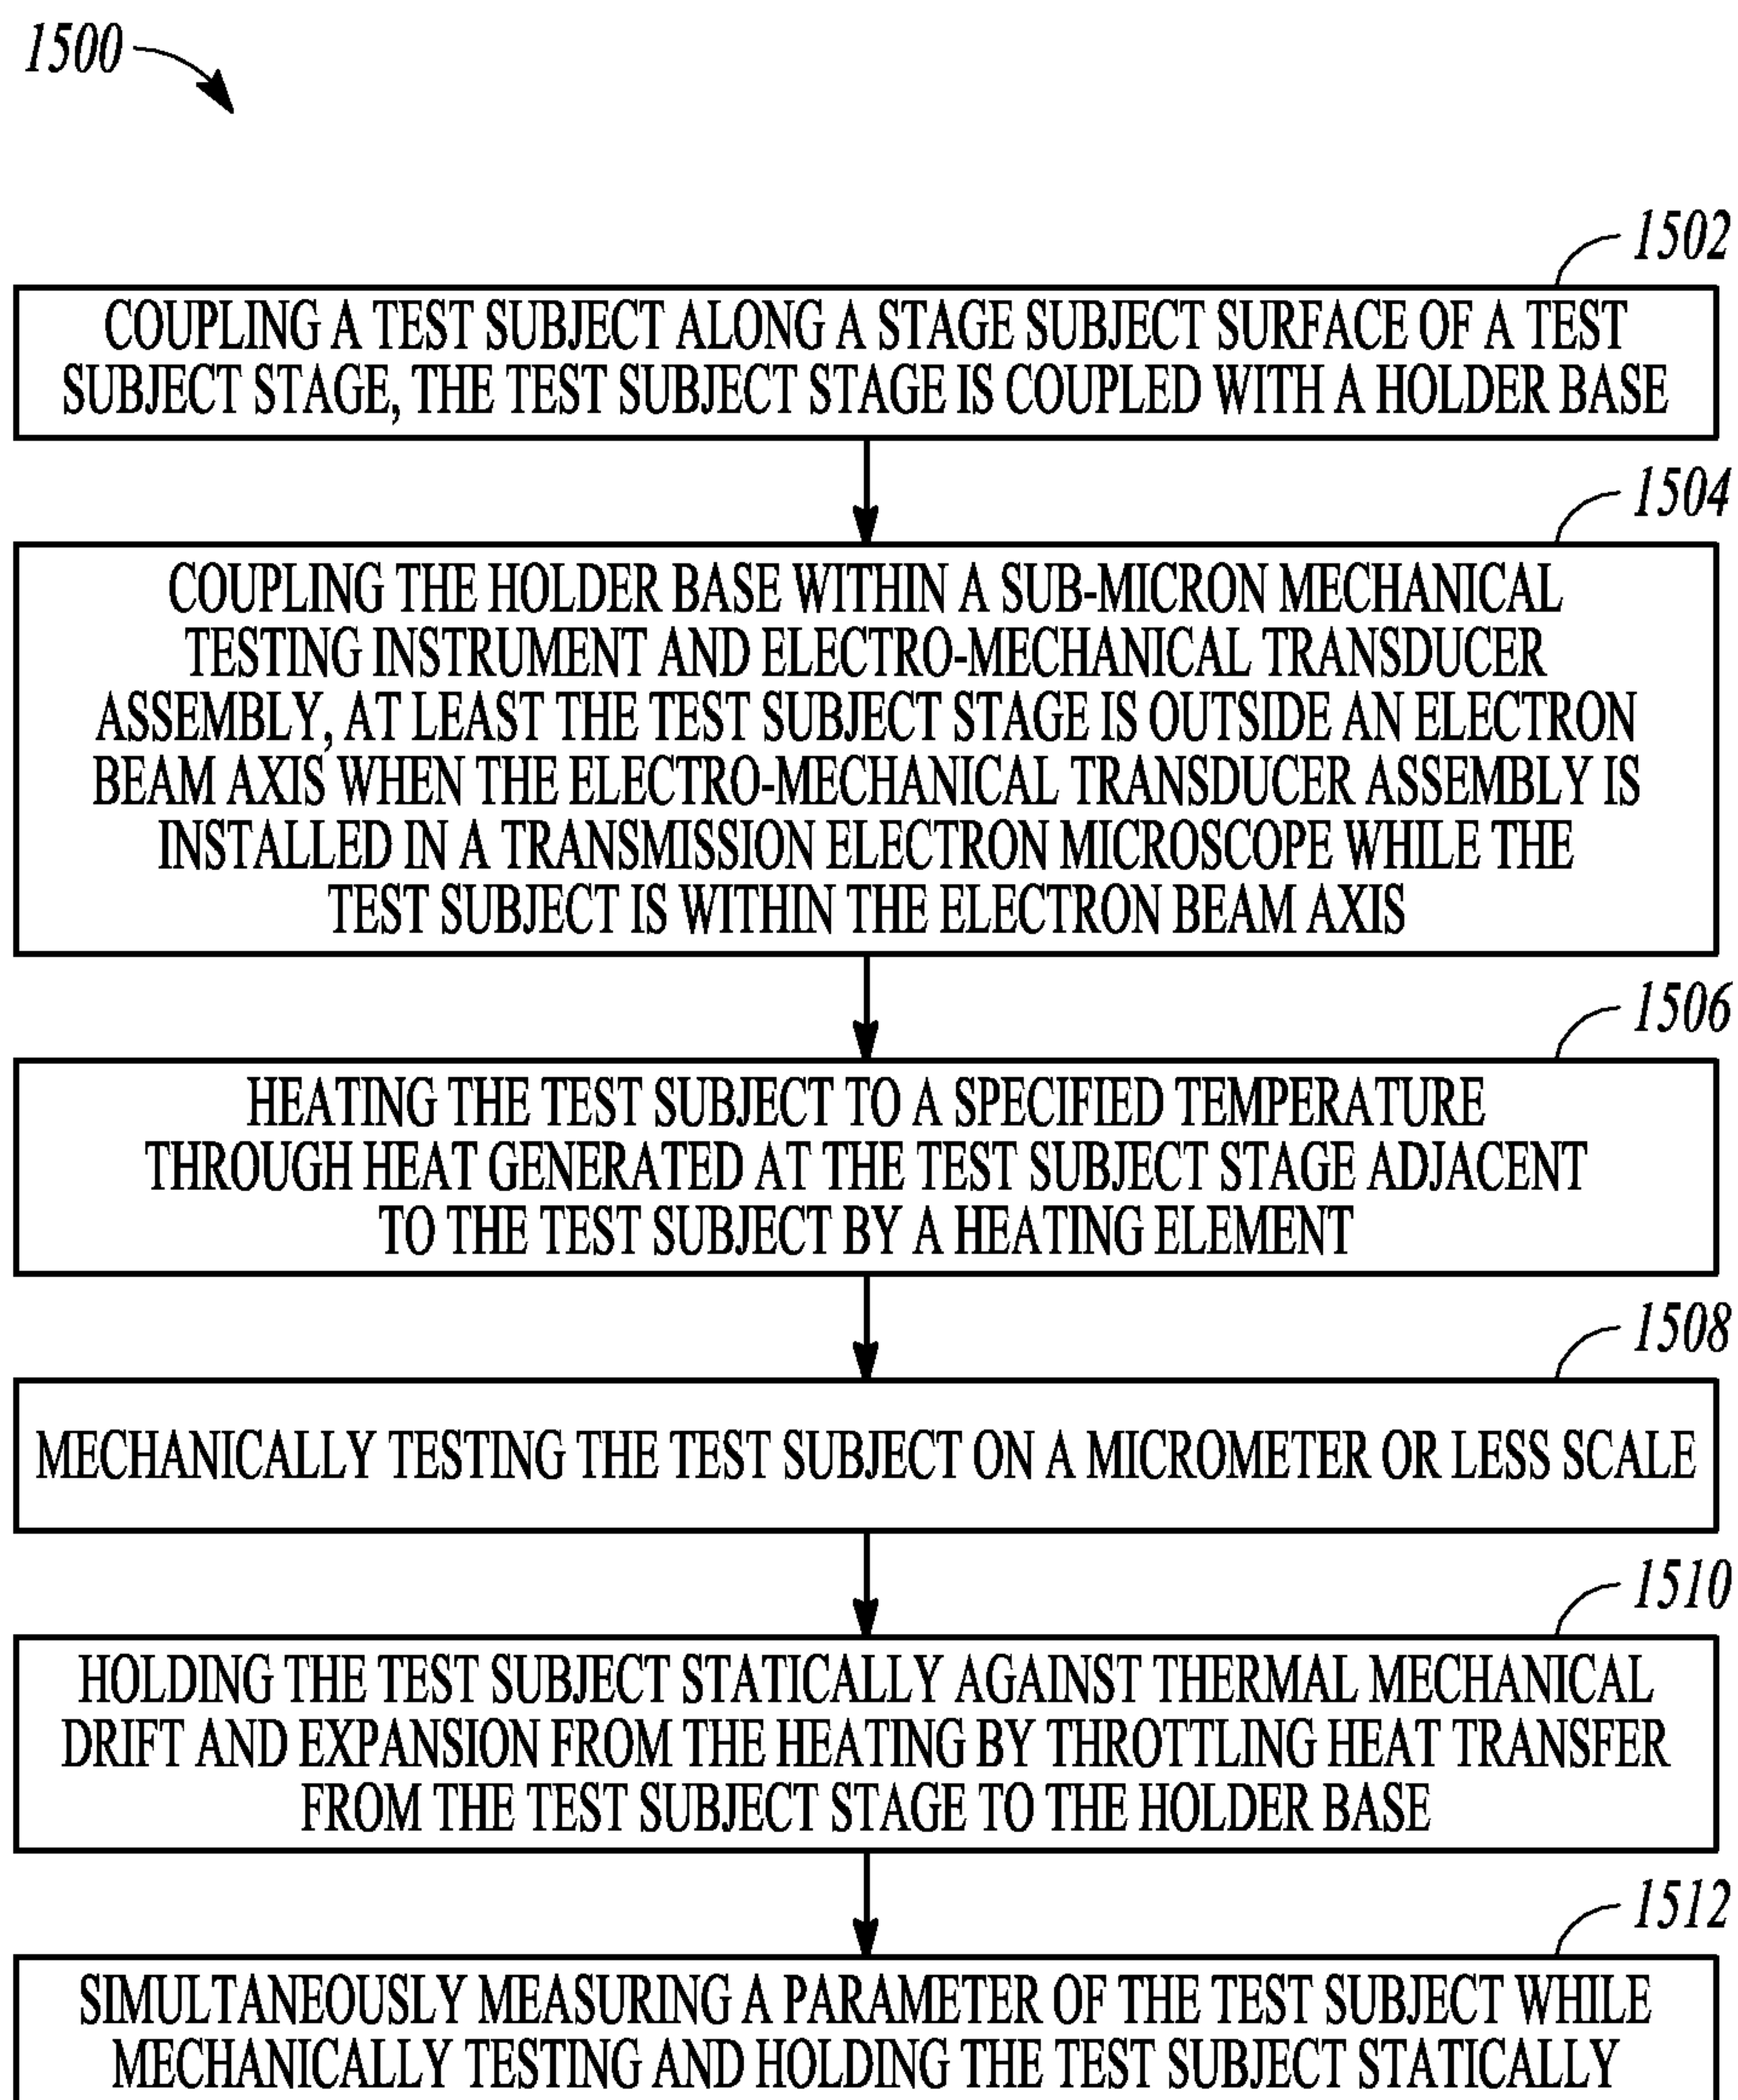 1500
1502
COUPLING A TEST SUBJECT ALONG A STAGE SUBJECT SURFACE OF A TEST
SUBJECT STAGE, THE TEST SUBJECT STAGE IS COUPLED WITH A HOLDER BASE
1504
COUPLING THE HOLDER BASE WITHIN A SUB-MICRON MECHANICAL
TESTING INSTRUMENT AND ELECTRO-MECHANICAL TRANSDUCER
ASSEMBLY, AT LEAST THE TEST SUBJECT STAGE IS OUTSIDE AN ELECTRON
BEAM AXIS WHEN THE ELECTRO-MECHANICAL TRANSDUCER ASSEMBLY IS
INSTALLED IN A TRANSMISSION ELECTRON MICROSCOPE WHILE THE
TEST SUBJECT IS WITHIN THE ELECTRON BEAM AXIS
1506
HEATING THE TEST SUBJECT TO A SPECIFIED TEMPERATURE
THROUGH HEAT GENERATED AT THE TEST SUBJECT STAGE ADJACENT
TO THE TEST SUBJECT BY A HEATING ELEMENT
1508
MECHANICALLY TESTING THE TEST SUBJECT ON A MICROMETER OR LESS SCALE
1510
HOLDING THE TEST SUBJECT STATICALLY AGAINST THERMAL MECHANICAL
DRIFT AND EXPANSION FROM THE HEATING BY THROTTLING HEAT TRANSFER
FROM THE TEST SUBJECT STAGE TO THE HOLDER BASE
1512
SIMULTANEOUSLY MEASURING A PARAMETER OF THE TEST SUBJECT WHILE
MECHANICALLY TESTING AND HOLDING THE TEST SUBJECT STATICALLY